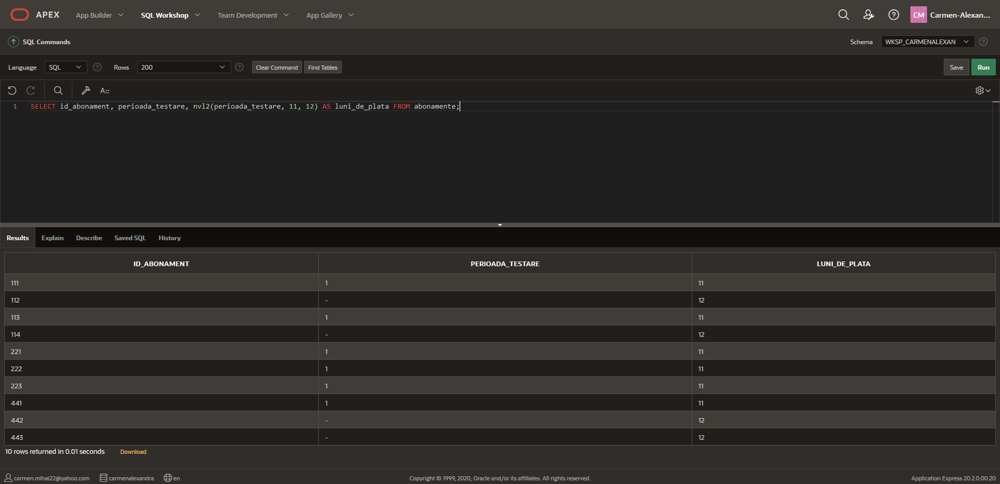 APEX App Builder SQL Workshop Team Development App Gallery CM Carmen-Alexan...
SQL Commands Schema WKSP_CARMENALEXAN
Language SQL Rows 200 Clear Command Find Tables Save Run
A::
1 SELECT id_abonament, perioada_testare, nvl2(perioada_testare, 11, 12) AS luni_de_plata FROM abonamente;
Results Explain Describe Saved SQL History
ID_ABONAMENT PERIOADA_TESTARE LUNI_DE_PLATA
111 1 11
112 - 12
113 1 11
114 - 12
221 1 11
222 1 11
223 1 11
441 1 11
442 - 12
443 - 12
10 rows returned in 0.01 seconds Download
carmen.mihai22@yahoo.com carmenalexandra en Copyright © 1999, 2020, Oracle and/or its affiliates. All rights reserved. Application Express 20.2.0.00.20